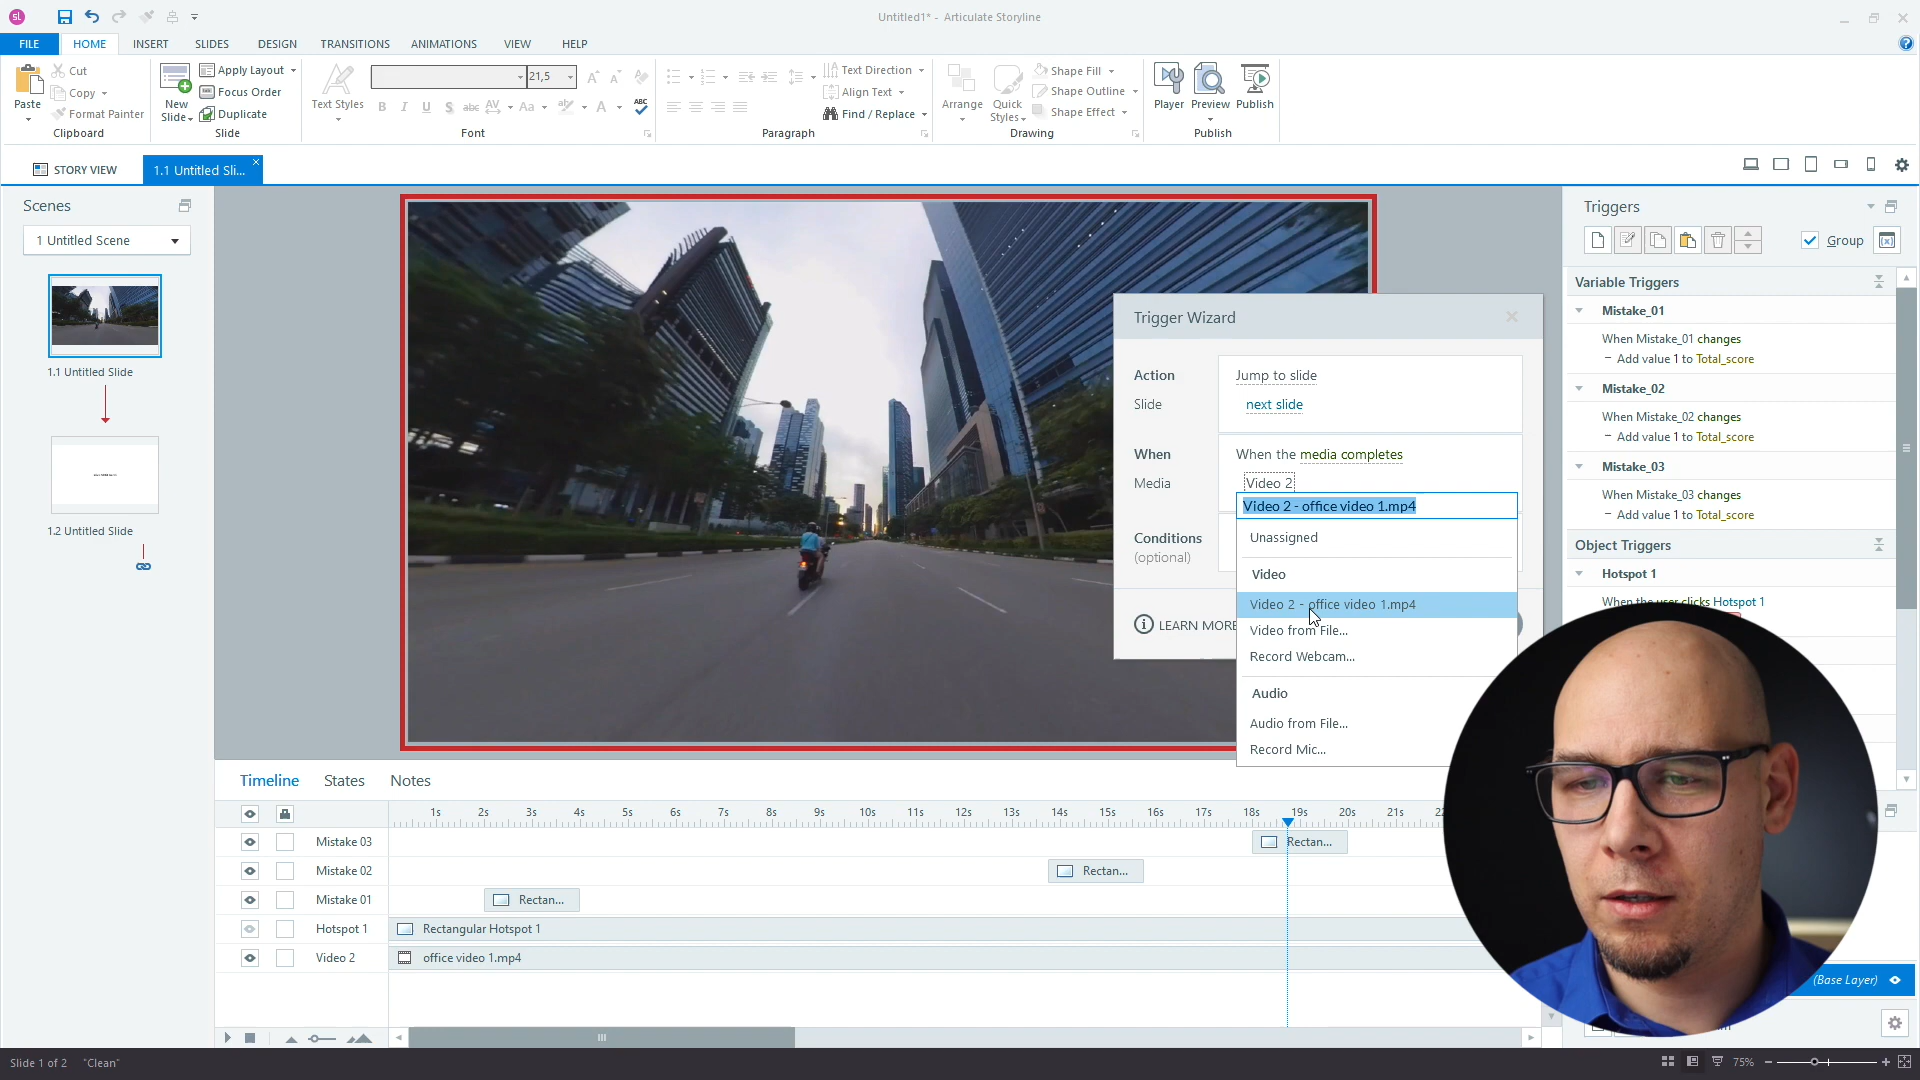 sl
Untitled1* - Articulate Storyline
FILE HOME INSERT SLIDES DESIGN TRANSITIONS ANIMATIONS VIEW HELP
Paste
Cut
Copy
Format Painter
Clipboard
New Slide
Apply Layout
Focus Order
Duplicate
Slide
Text Styles
21,5
B I U S abc AV Aa A ABC
Font
Text Direction
Align Text
Find / Replace
Paragraph
Arrange
Quick Styles
Shape Fill
Shape Outline
Shape Effect
Drawing
Player Preview Publish
Publish
STORY VIEW
1.1 Untitled Sli...
Scenes
1 Untitled Scene
1.1 Untitled Slide
1.2 Untitled Slide
Trigger Wizard
Action Jump to slide
Slide next slide
When When the media completes
Media Video 2
Video 2 - office video 1.mp4
Unassigned
Conditions
(optional)
Video
Video 2 - office video 1.mp4
Video from File...
Record Webcam...
Audio
Audio from File...
Record Mic...
LEARN MORE
Triggers
Group
Variable Triggers
Mistake_01
When Mistake_01 changes
- Add value 1 to Total_score
Mistake_02
When Mistake_02 changes
- Add value 1 to Total_score
Mistake_03
When Mistake_03 changes
- Add value 1 to Total_score
Object Triggers
Hotspot 1
When the user clicks Hotspot 1
(Base Layer)
Timeline States Notes
1s 2s 3s 4s 5s 6s 7s 8s 9s 10s 11s 12s 13s 14s 15s 16s 17s 18s 19s 20s 21s
Mistake 03 Rectan...
Mistake 02 Rectan...
Mistake 01 Rectan...
Hotspot 1 Rectangular Hotspot 1
Video 2 office video 1.mp4
Slide 1 of 2 "Clean"
75%